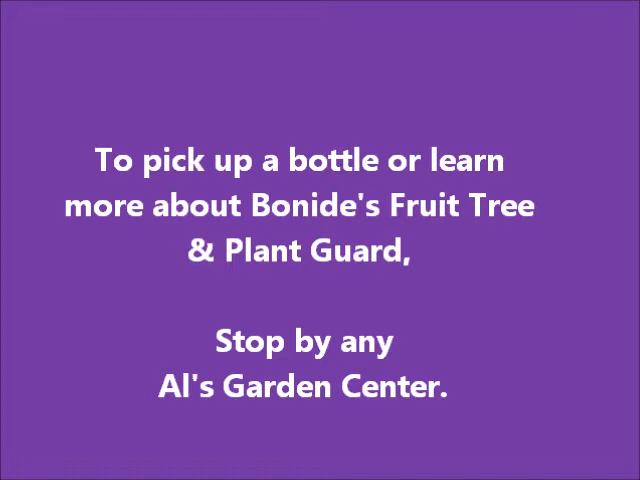 To pick up a bottle or learn
more about Bonide's Fruit Tree
& Plant Guard,
Stop by any
Al's Garden Center.